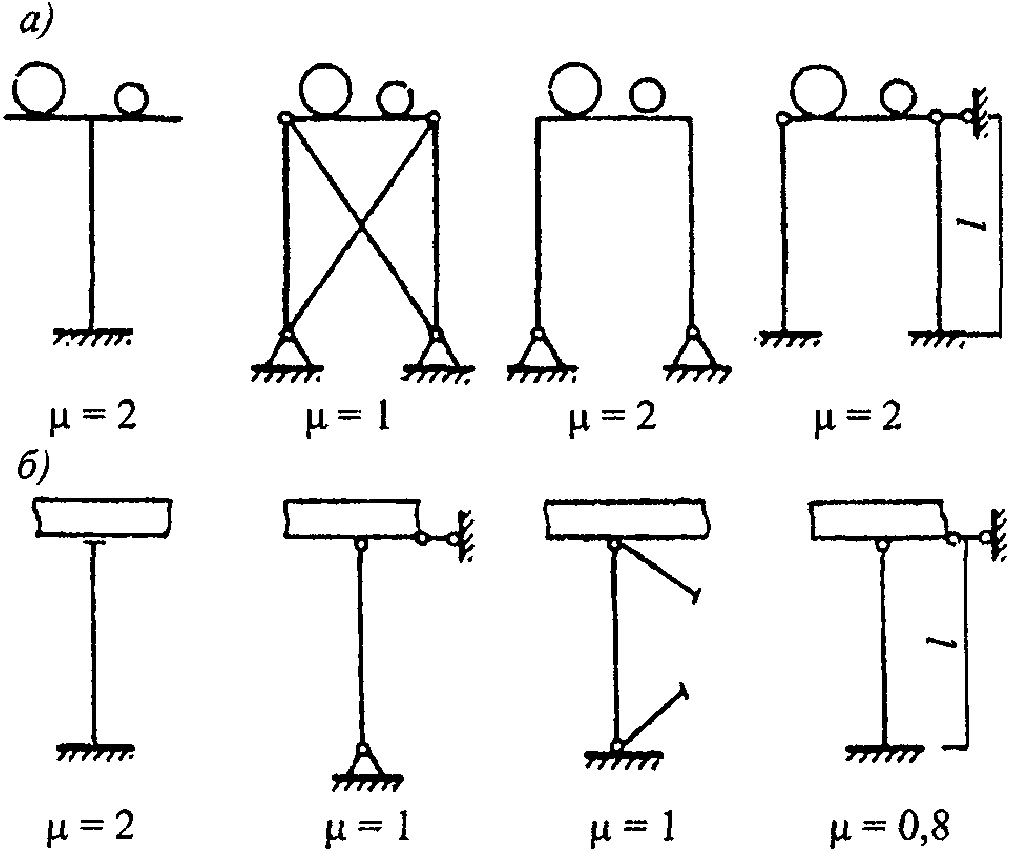 а)
l
μ = 2 μ = 1 μ = 2 μ = 2
б)
l
μ = 2 μ = 1 μ = 1 μ = 0,8